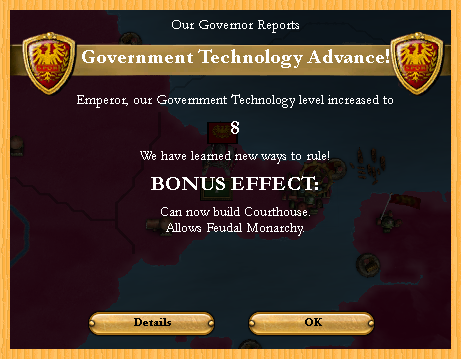 Our Governor Reports
Government Technology Advance!
Emperor, our Government Technology level increased to
8
We have learned new ways to rule!
BONUS EFFECT:
Can now build Courthouse.
Allows Feudal Monarchy.
Details
OK